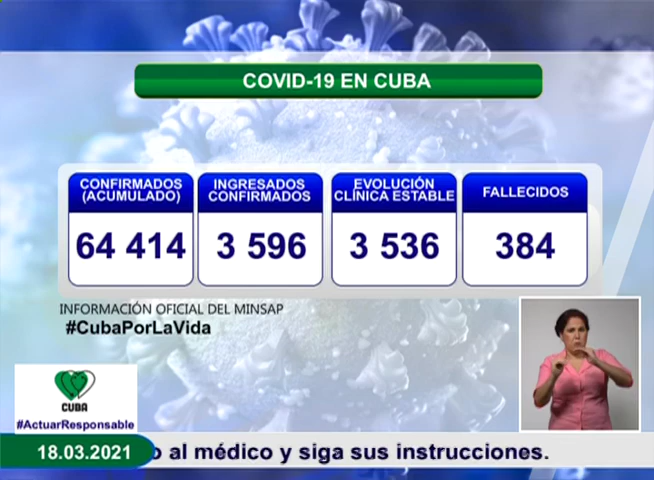 COVID-19 EN CUBA
CONFIRMADOS
(ACUMULADO)
64 414
INGRESADOS
CONFIRMADOS
3 596
EVOLUCIÓN
CLÍNICA ESTABLE
3 536
FALLECIDOS
384
INFORMACIÓN OFICIAL DEL MINSAP
#CubaPorLaVida
CUBA
#ActuarResponsable
18.03.2021
o al médico y siga sus instrucciones.